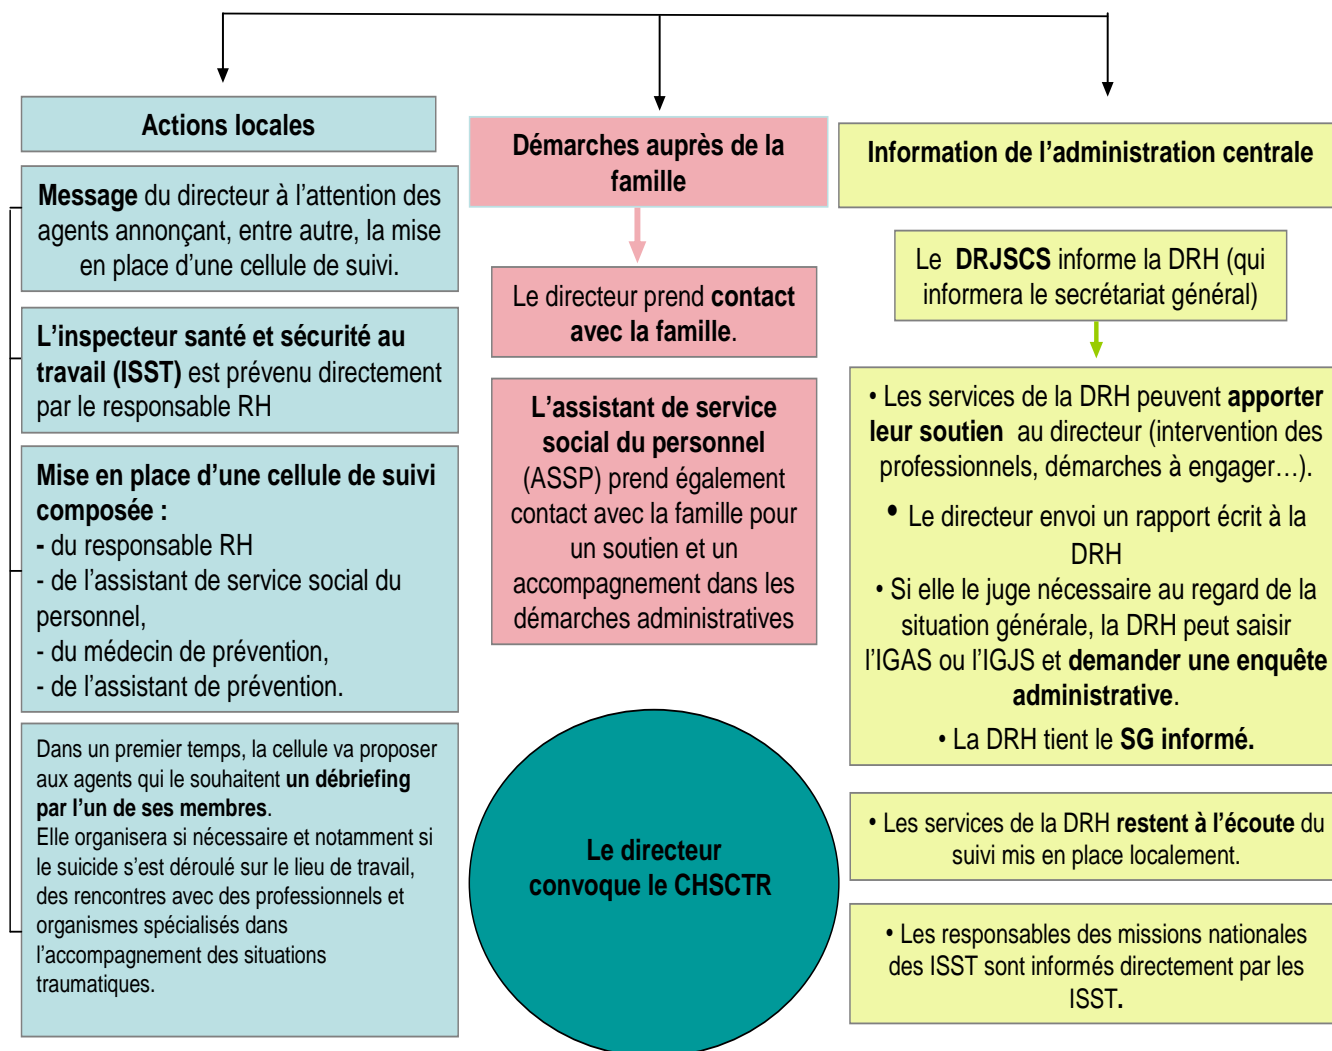 Actions locales
Message du directeur à l’attention des
agents annonçant, entre autre, la mise
en place d’une cellule de suivi.
L’inspecteur santé et sécurité au
travail (ISST) est prévenu directement
par le responsable RH
Mise en place d’une cellule de suivi
composée :
- du responsable RH
- de l’assistant de service social du
personnel,
- du médecin de prévention,
- de l’assistant de prévention.
Dans un premier temps, la cellule va proposer
aux agents qui le souhaitent un débriefing
par l’un de ses membres.
Elle organisera si nécessaire et notamment si
le suicide s’est déroulé sur le lieu de travail,
des rencontres avec des professionnels et
organismes spécialisés dans
l’accompagnement des situations
traumatiques.
Démarches auprès de la
famille
Le directeur prend contact
avec la famille.
L’assistant de service
social du personnel
(ASSP) prend également
contact avec la famille pour
un soutien et un
accompagnement dans les
démarches administratives
Le directeur
convoque le CHSCTR
Information de l’administration centrale
Le DRJSCS informe la DRH (qui
informera le secrétariat général)
• Les services de la DRH peuvent apporter
leur soutien au directeur (intervention des
professionnels, démarches à engager…).
• Le directeur envoi un rapport écrit à la
DRH
• Si elle le juge nécessaire au regard de la
situation générale, la DRH peut saisir
l’IGAS ou l’IGJS et demander une enquête
administrative.
• La DRH tient le SG informé.
• Les services de la DRH restent à l’écoute du
suivi mis en place localement.
• Les responsables des missions nationales
des ISST sont informés directement par les
ISST.